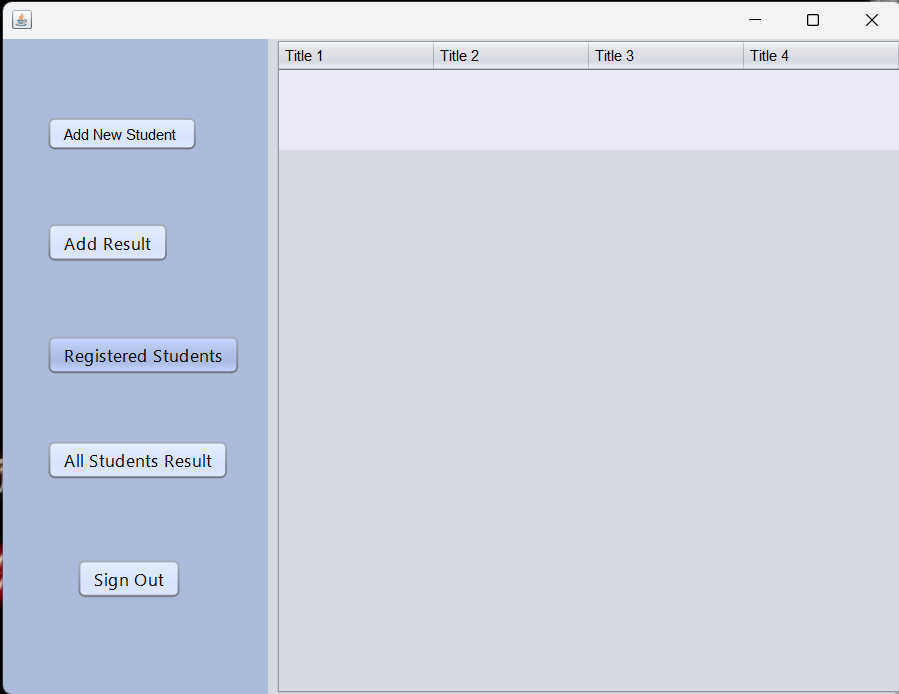 Title 1 Title 2 Title 3 Title 4
Add New Student
Add Result
Registered Students
All Students Result
Sign Out